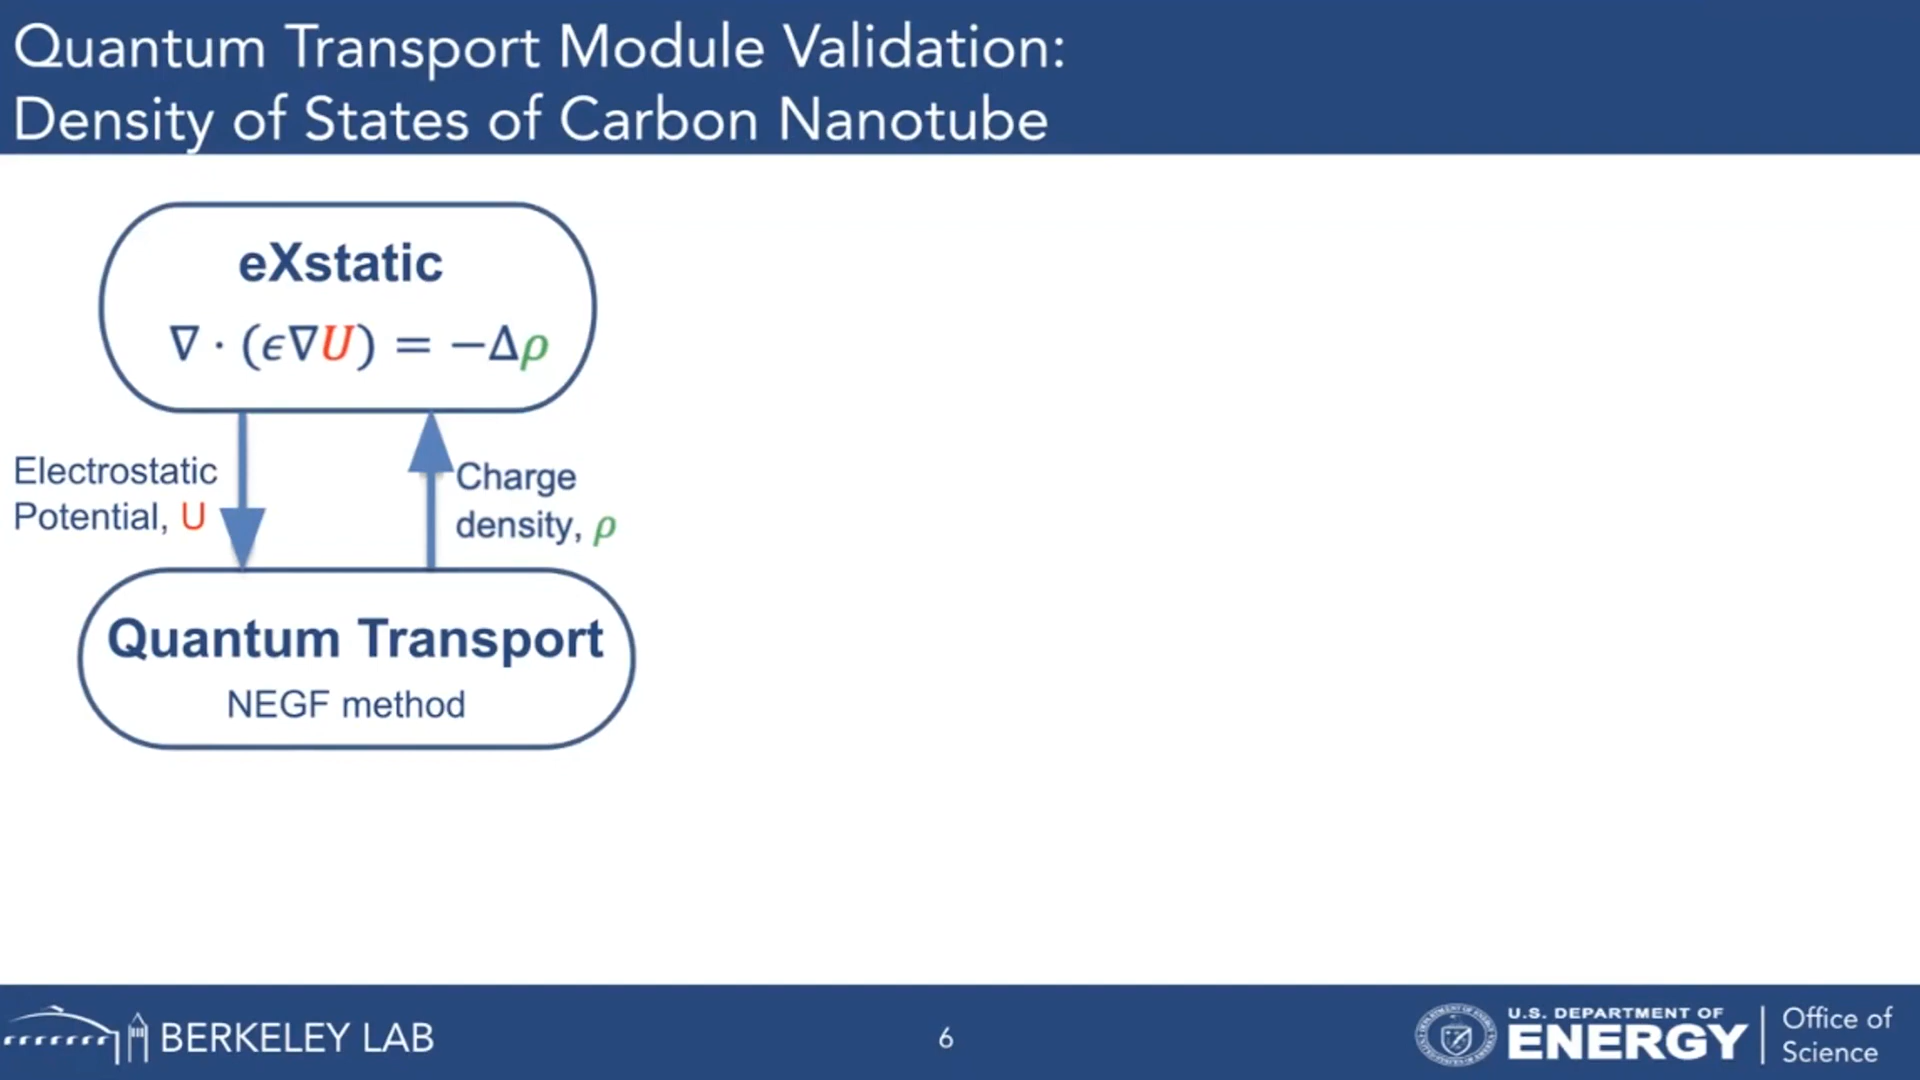 Quantum Transport Module Validation:
Density of States of Carbon Nanotube
eXstatic
∇ · (ϵ∇U) = −Δρ
Electrostatic
Potential, U
Charge
density, ρ
Quantum Transport
NEGF method
BERKELEY LAB
6
U.S. DEPARTMENT OF
ENERGY
Office of
Science